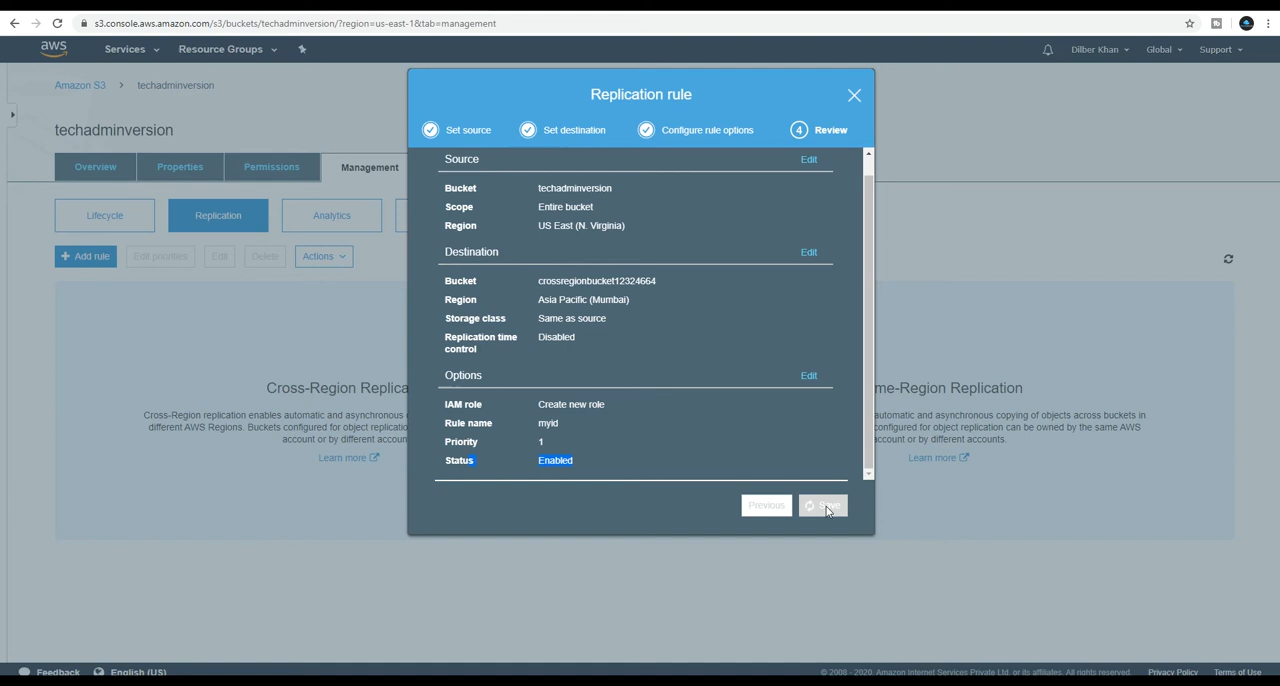 s3.console.aws.amazon.com/s3/buckets/techadminversion/?region=us-east-1&tab=management
aws Services Resource Groups Dilber Khan Global Support
Amazon S3 > techadminversion
techadminversion
Overview Properties Permissions Management
Lifecycle Replication Analytics
+ Add rule Edit priorities Edit Delete Actions
Cross-Region Replica
Cross-Region replication enables automatic and asynchronous
different AWS Regions. Buckets configured for object replicatio
account or by different accoun
Learn more
me-Region Replication
automatic and asynchronous copying of objects across buckets in
configured for object replication can be owned by the same AWS
account or by different accounts.
Learn more
Replication rule
Set source Set destination Configure rule options 4 Review
Source Edit
Bucket techadminversion
Scope Entire bucket
Region US East (N. Virginia)
Destination Edit
Bucket crossregionbucket12324664
Region Asia Pacific (Mumbai)
Storage class Same as source
Replication time Disabled
control
Options Edit
IAM role Create new role
Rule name myid
Priority 1
Status Enabled
Previous Save
Feedback English (US) © 2008 - 2020, Amazon Internet Services Private Ltd. or its affiliates. All rights reserved. Privacy Policy Terms of Use